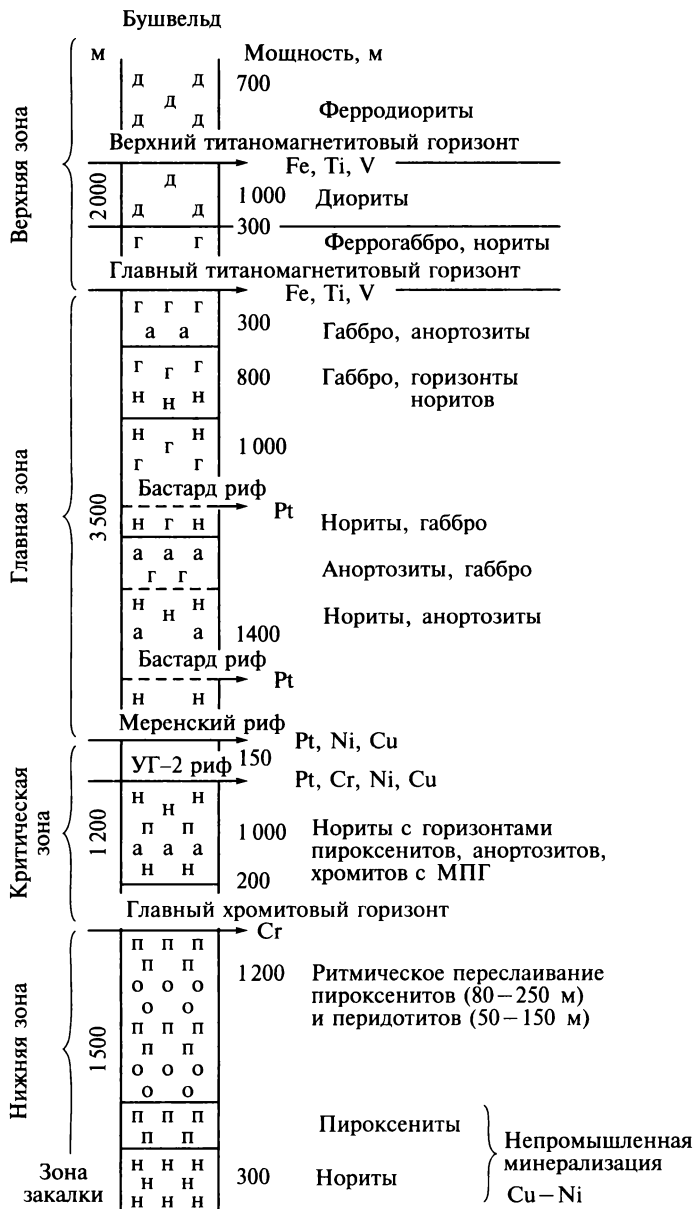 Бушвельд
м Мощность, м
Верхняя зона
2000
д д 700
д
д д Ферродиориты
Верхний титаномагнетитовый горизонт
Fe, Ti, V
д 1000 Диориты
д д
300
г г Феррогаббро, нориты
Главный титаномагнетитовый горизонт
Fe, Ti, V
Главная зона
3500
г г г 300 Габбро, анортозиты
а а
г г г 800 Габбро, горизонты
н н н норитов
н г н 1000
г г
Бастард риф
Pt
н г н Нориты, габбро
а а а Анортозиты, габбро
г г
н н н Нориты, анортозиты
а а 1400
Бастард риф
Pt
н н
Меренский риф
Pt, Ni, Cu
Критическая
зона
1200
УГ–2 риф 150
Pt, Cr, Ni, Cu
н н н
п п 1000 Нориты с горизонтами
а а а пироксенитов, анортозитов,
н н 200 хромитов с МПГ
Главный хромитовый горизонт
Cr
Нижняя зона
1500
п п п
п п 1200 Ритмическое переслаивание
о о о пироксенитов (80–250 м)
о о и перидотитов (50–150 м)
п п п
п п
о о о
о о
п п п Пироксениты
п п
Непромышленная
минерализация
Cu–Ni
Зона
закалки
н н н
н н 300 Нориты
н н н